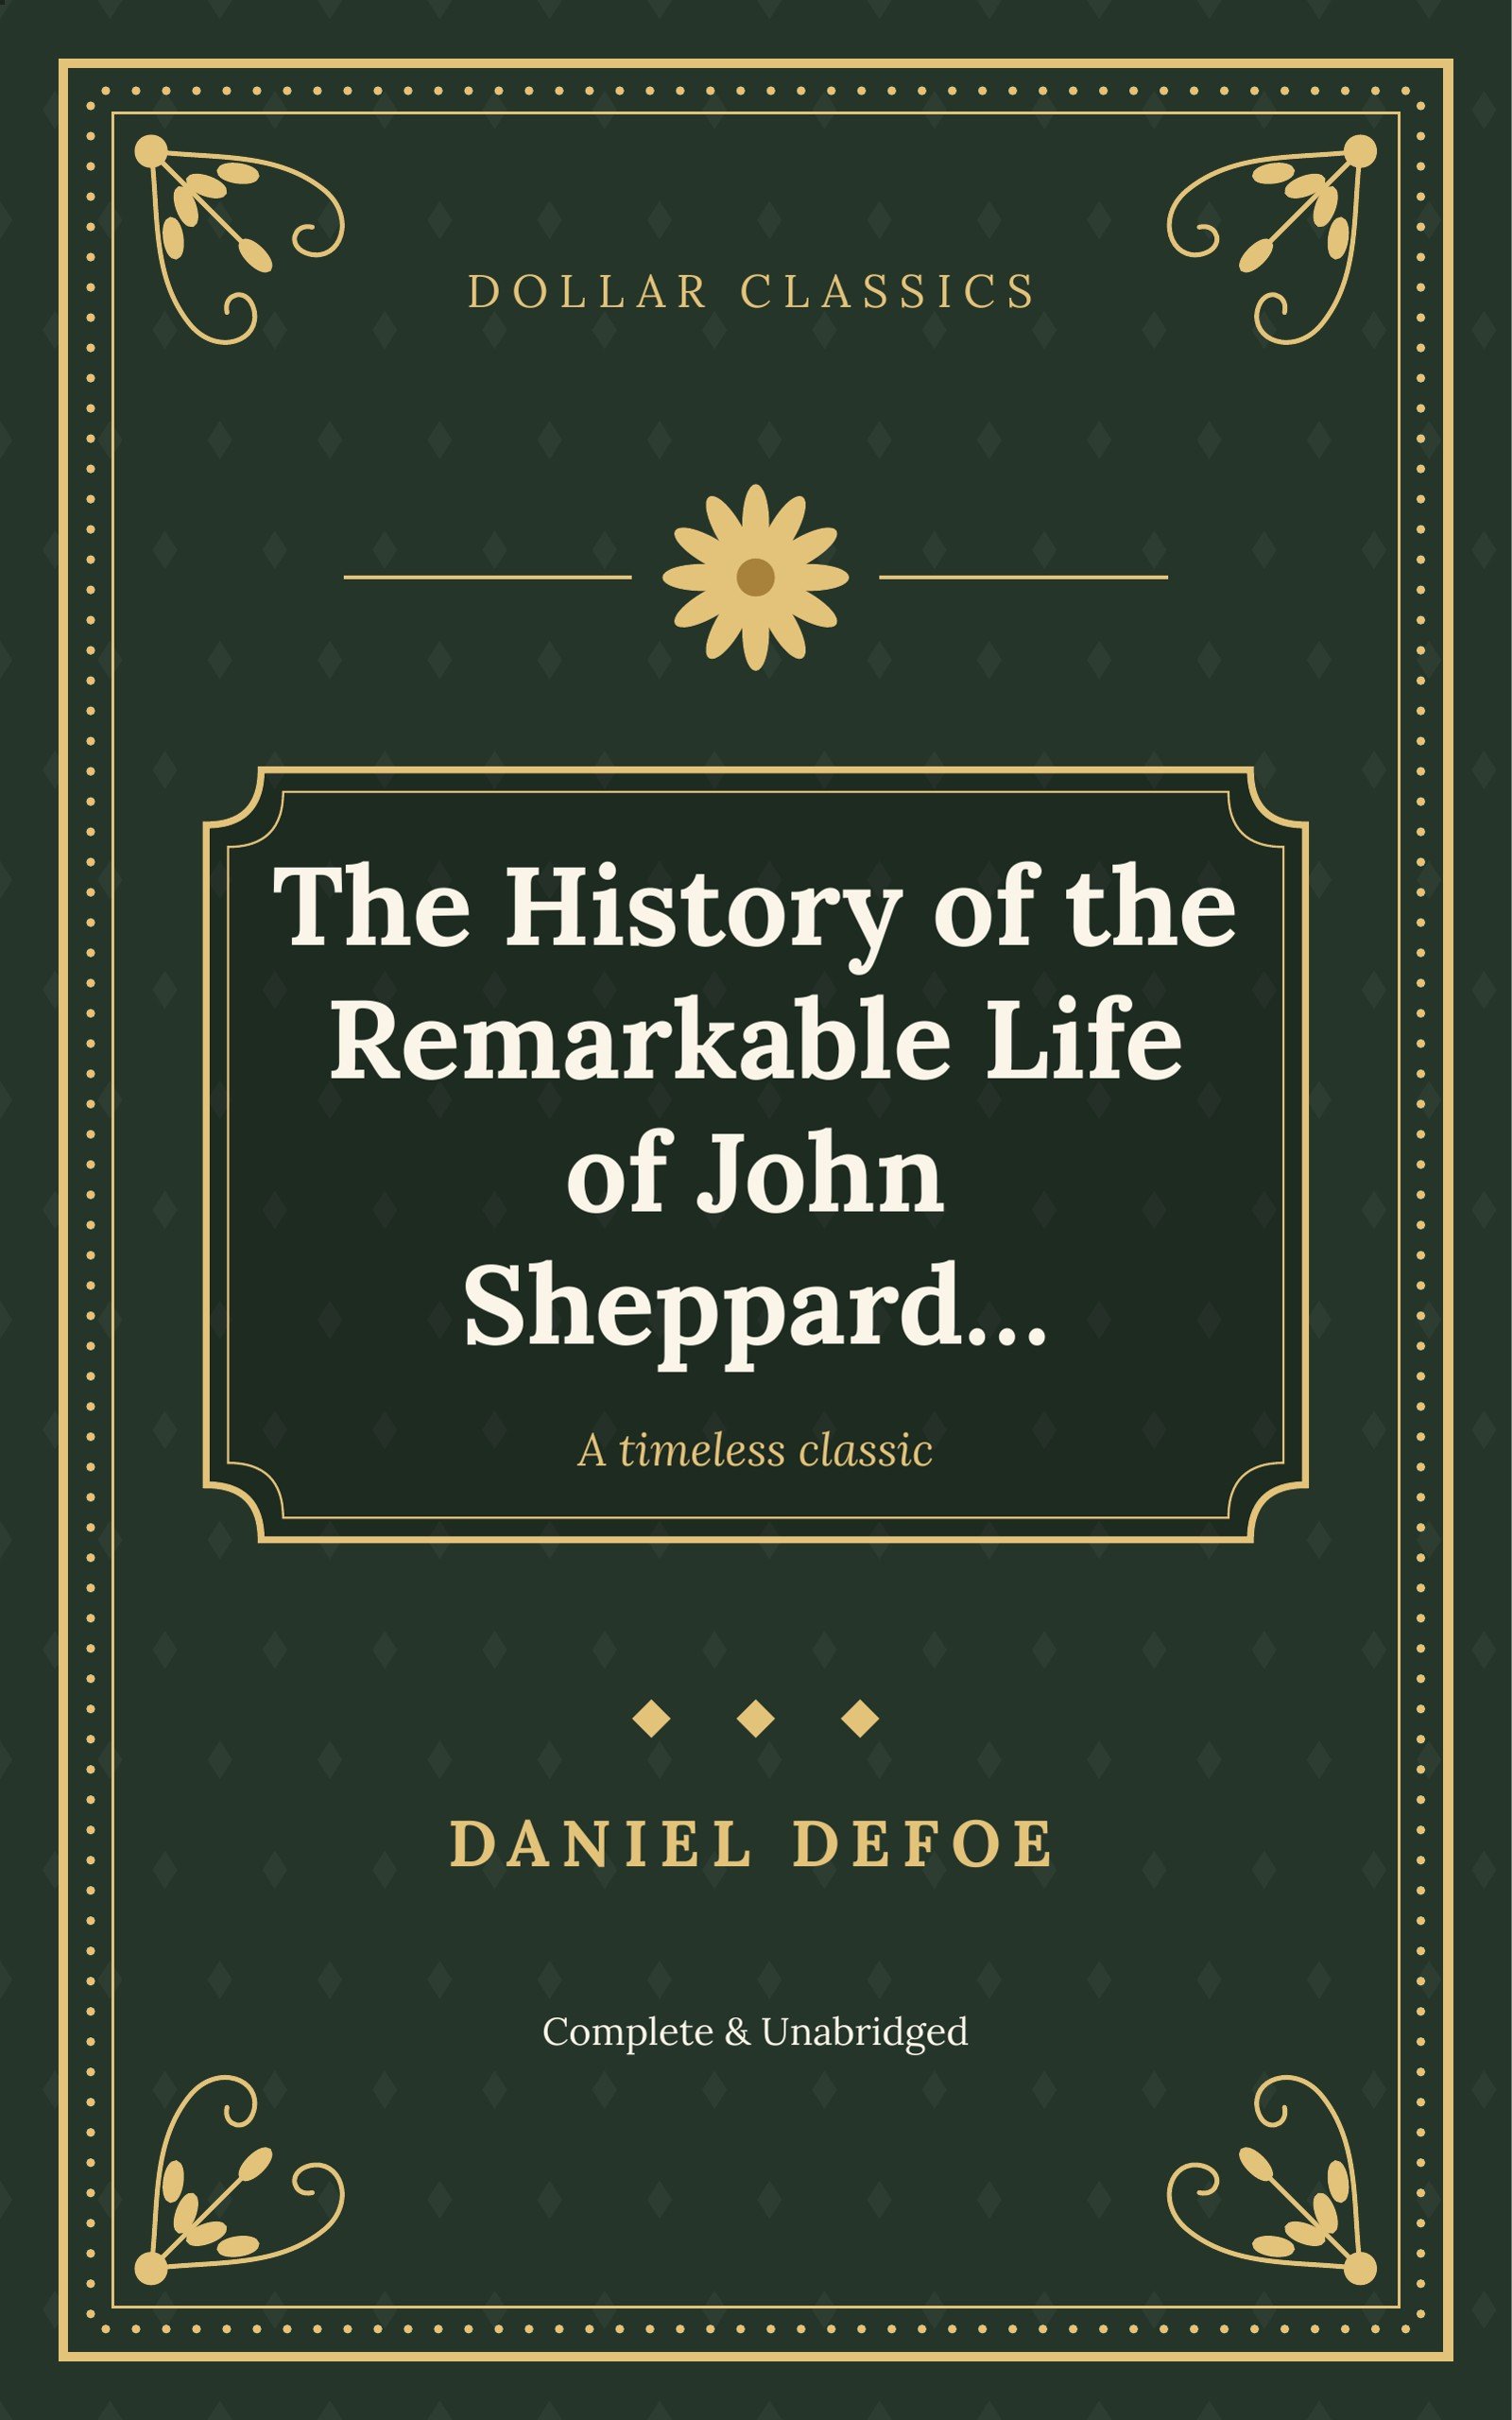 DOLLAR CLASSICS
The History of the
Remarkable Life
of John
Sheppard...
A timeless classic
DANIEL DEFOE
Complete & Unabridged